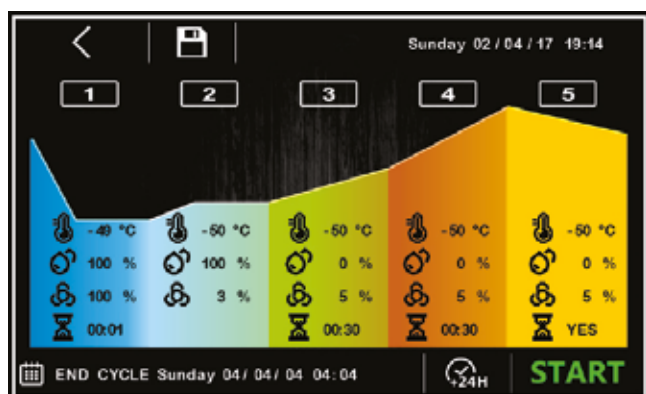 Sunday 02 / 04 / 17 19:14
1 2 3 4 5
-49 °C -50 °C -50 °C -50 °C -50 °C
100 % 100 % 0 % 0 % 0 %
100 % 3 % 5 % 5 % 5 %
00:01 00:30 00:30 YES
END CYCLE Sunday 04/ 04/ 04 04:04 +24H START